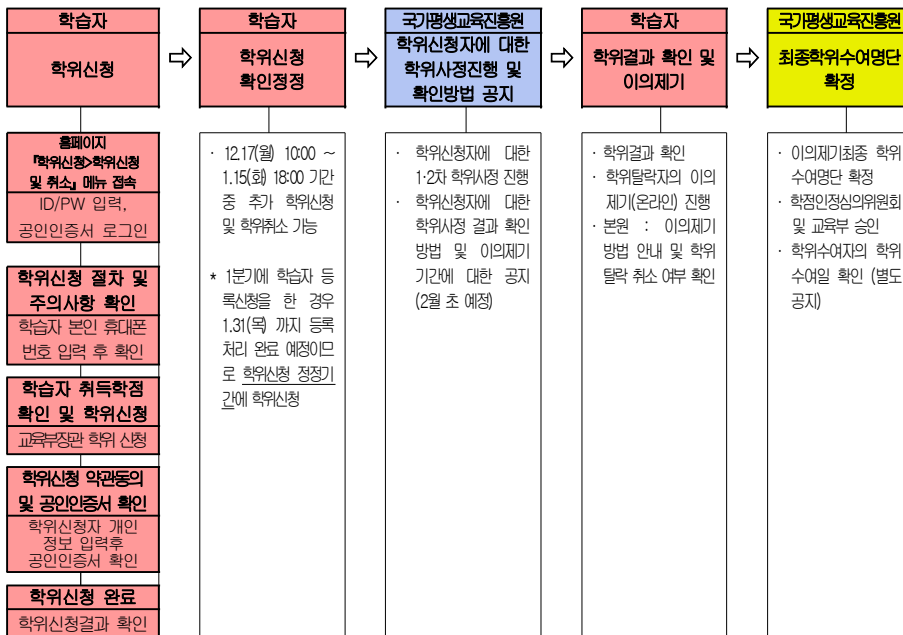 학습자
학위신청
홈페이지
『학위신청>학위신청
및 취소』 메뉴 접속
ID/PW 입력,
공인인증서 로그인
학위신청 절차 및
주의사항 확인
학습자 본인 휴대폰
번호 입력 후 확인
학습자 취득학점
확인 및 학위신청
교육부장관 학위 신청
학위신청 약관동의
및 공인인증서 확인
학위신청자 개인
정보 입력후
공인인증서 확인
학위신청 완료
학위신청결과 확인
학습자
학위신청
확인정정
· 12.17(월) 10:00 ~
1.15(화) 18:00 기간
중 추가 학위신청
및 학위취소 가능
* 1분기에 학습자 등
록신청을 한 경우
1.31(목) 까지 등록
처리 완료 예정이므
로 학위신청 정정기
간에 학위신청
국가평생교육진흥원
학위신청자에 대한
학위사정진행 및
확인방법 공지
· 학위신청자에 대한
1·2차 학위사정 진행
· 학위신청자에 대한
학위사정 결과 확인
방법 및 이의제기
기간에 대한 공지
(2월 초 예정)
학습자
학위결과 확인 및
이의제기
· 학위결과 확인
· 학위탈락자의 이의
제기(온라인) 진행
· 본원 : 이의제기
방법 안내 및 학위
탈락 취소 여부 확인
국가평생교육진흥원
최종학위수여명단
확정
· 이의제기최종 학위
수여명단 확정
· 학점인정심의위원회
및 교육부 승인
· 학위수여자의 학위
수여일 확인 (별도
공지)